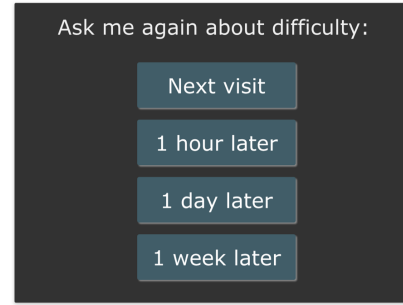 Ask me again about difficulty:
Next visit
1 hour later
1 day later
1 week later